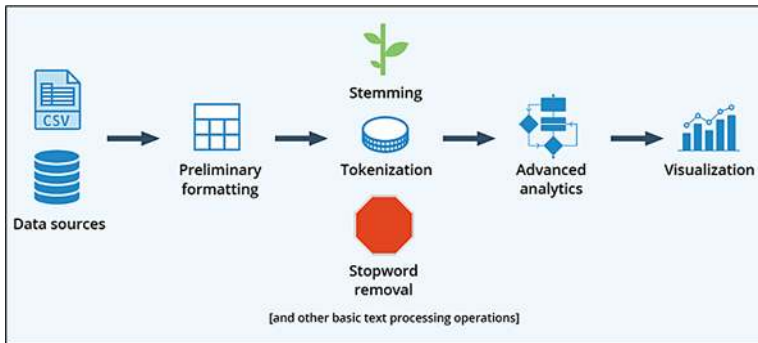 CSV
Data sources
Preliminary
formatting
Stemming
Tokenization
Stopword
removal
[and other basic text processing operations]
Advanced
analytics
Visualization